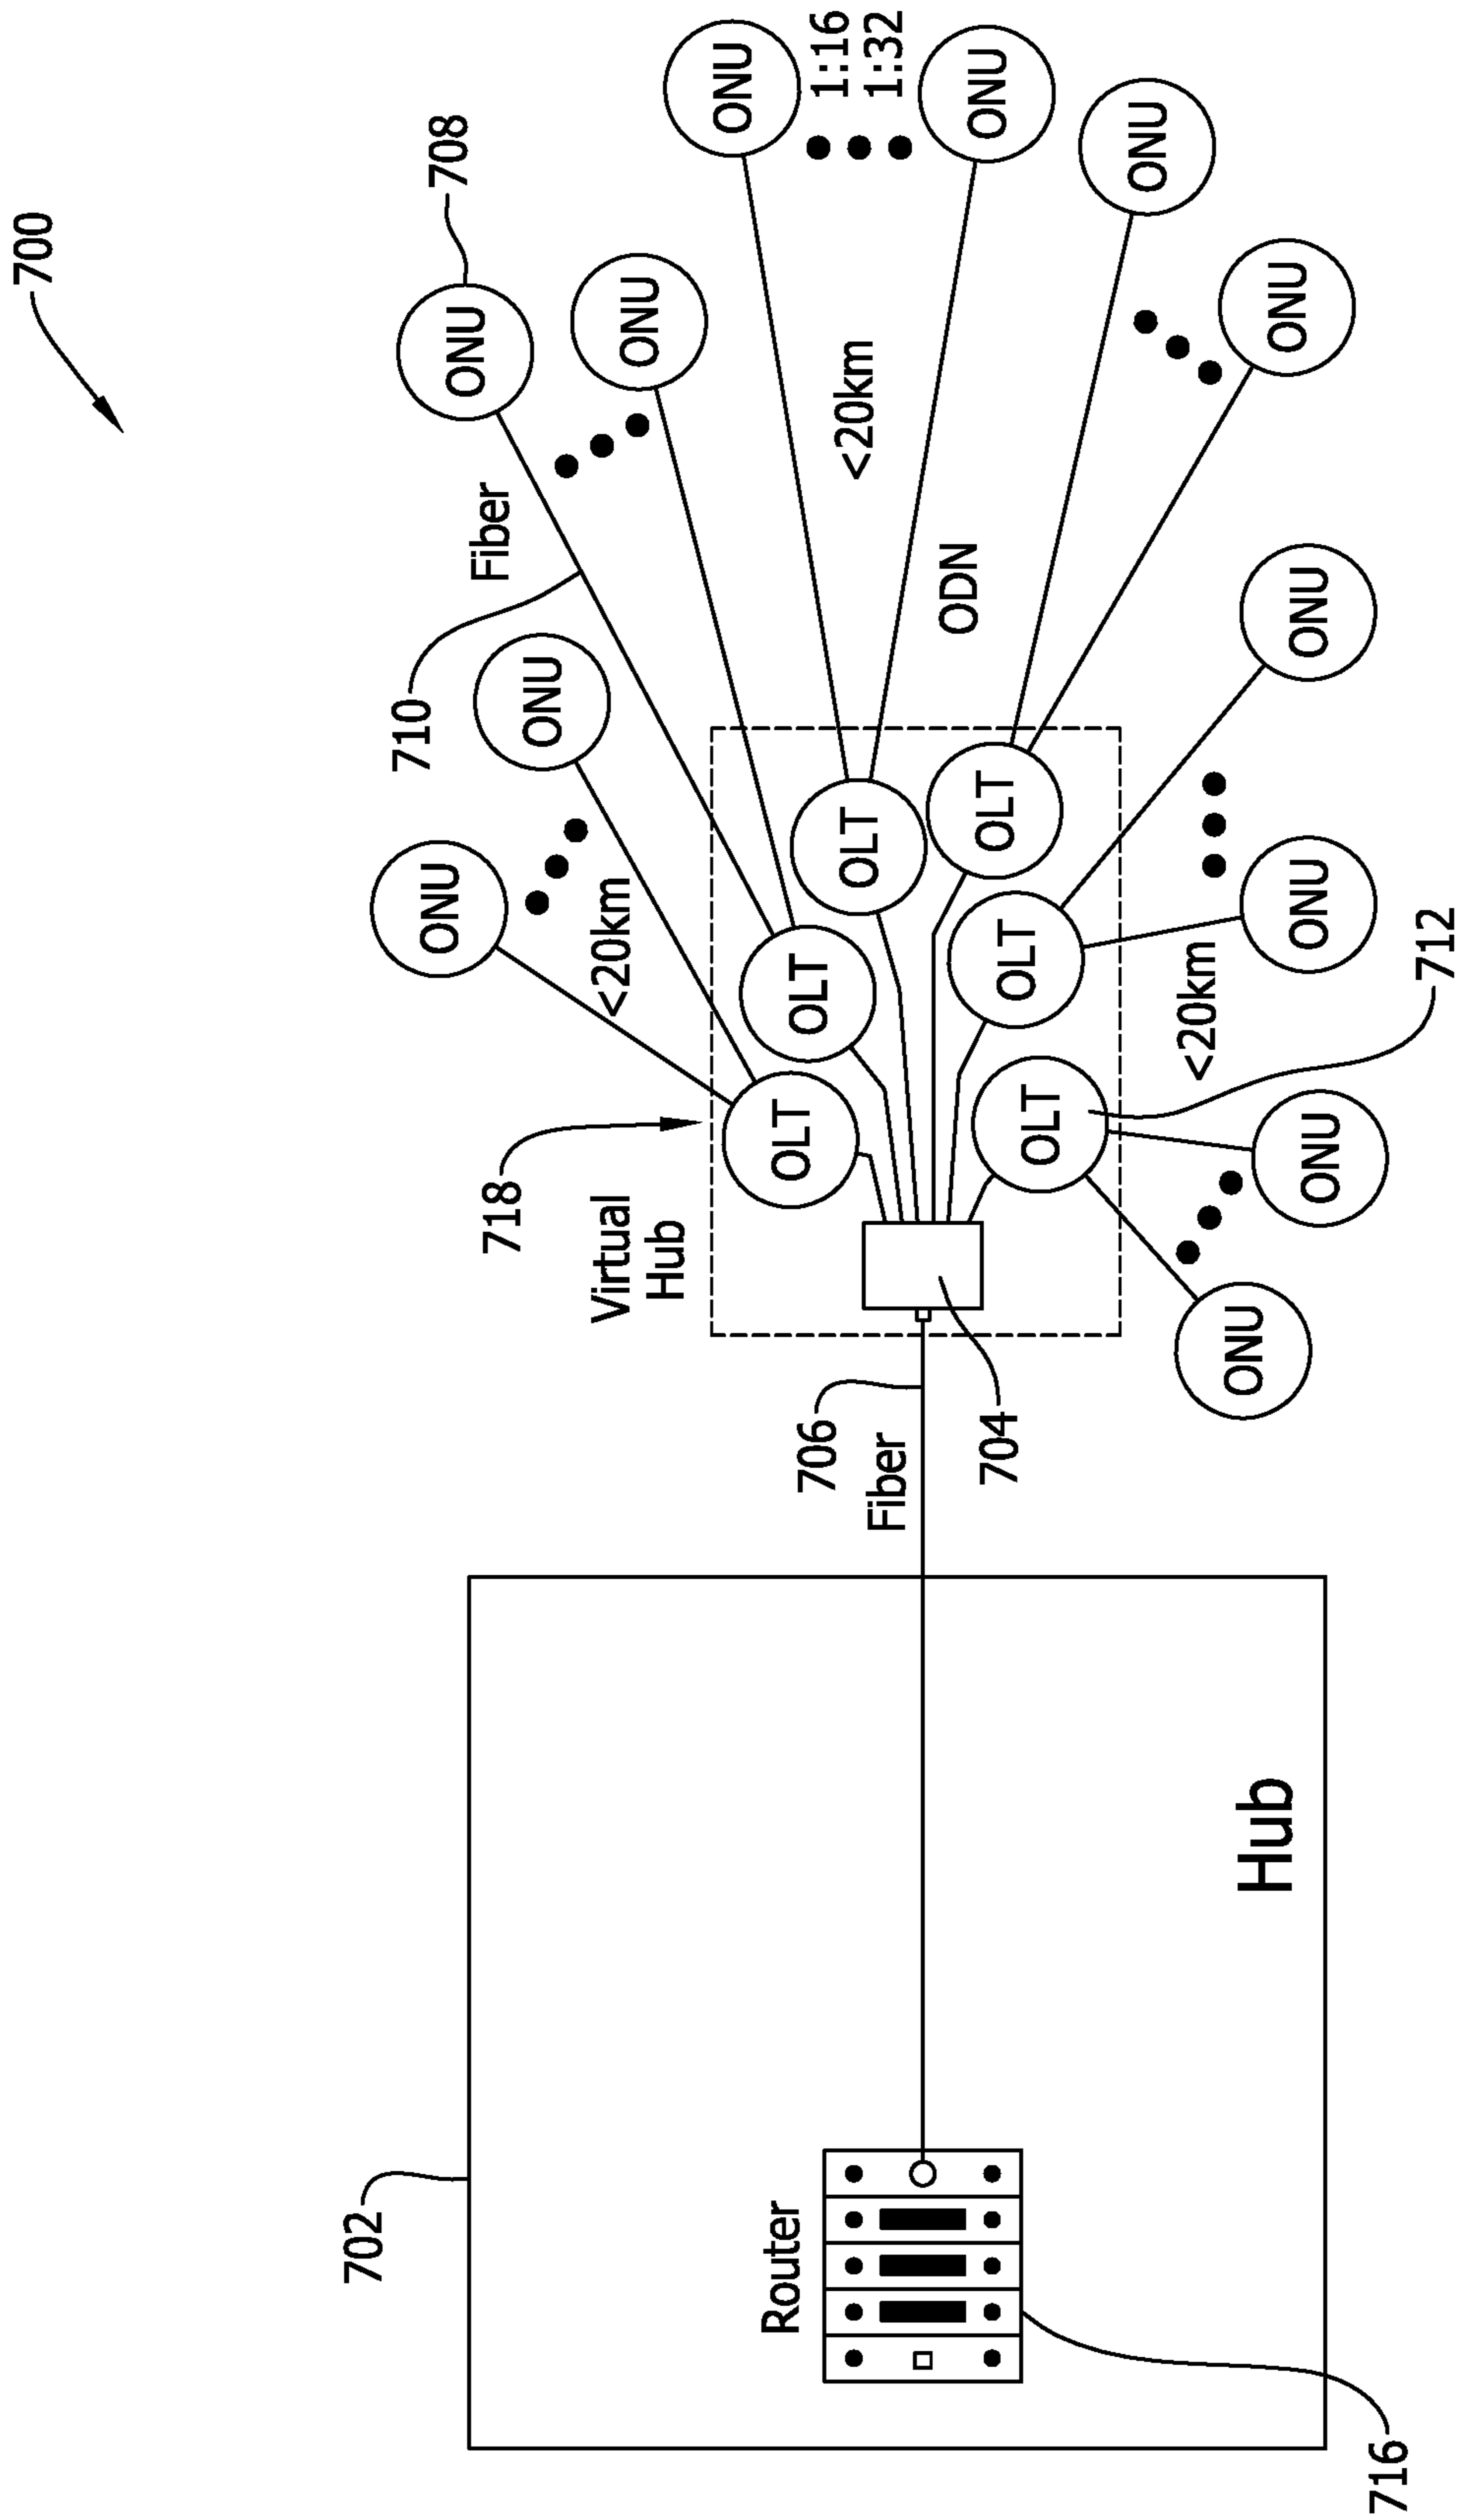 700
702
710
ONU
708
ONU
Fiber
718
ONU
Virtual
Hub
<20km
ONU
ONU
Router
OLT
OLT
706
Fiber
1:16
1:32
<20km
OLT
ODN
ONU
OLT
704
OLT
OLT
ONU
<20km
ONU
Hub
ONU
ONU
ONU
ONU
716
712